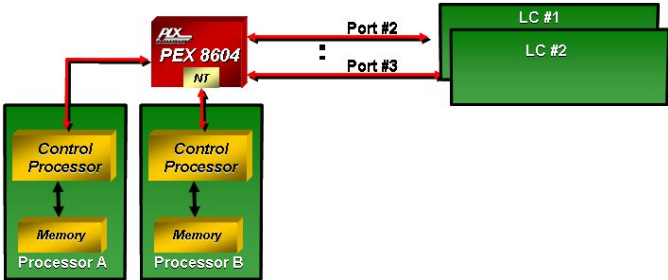 PLX
PEX 8604
NT
Port #2
:
Port #3
LC #1
LC #2
Control
Processor
Memory
Processor A
Control
Processor
Memory
Processor B